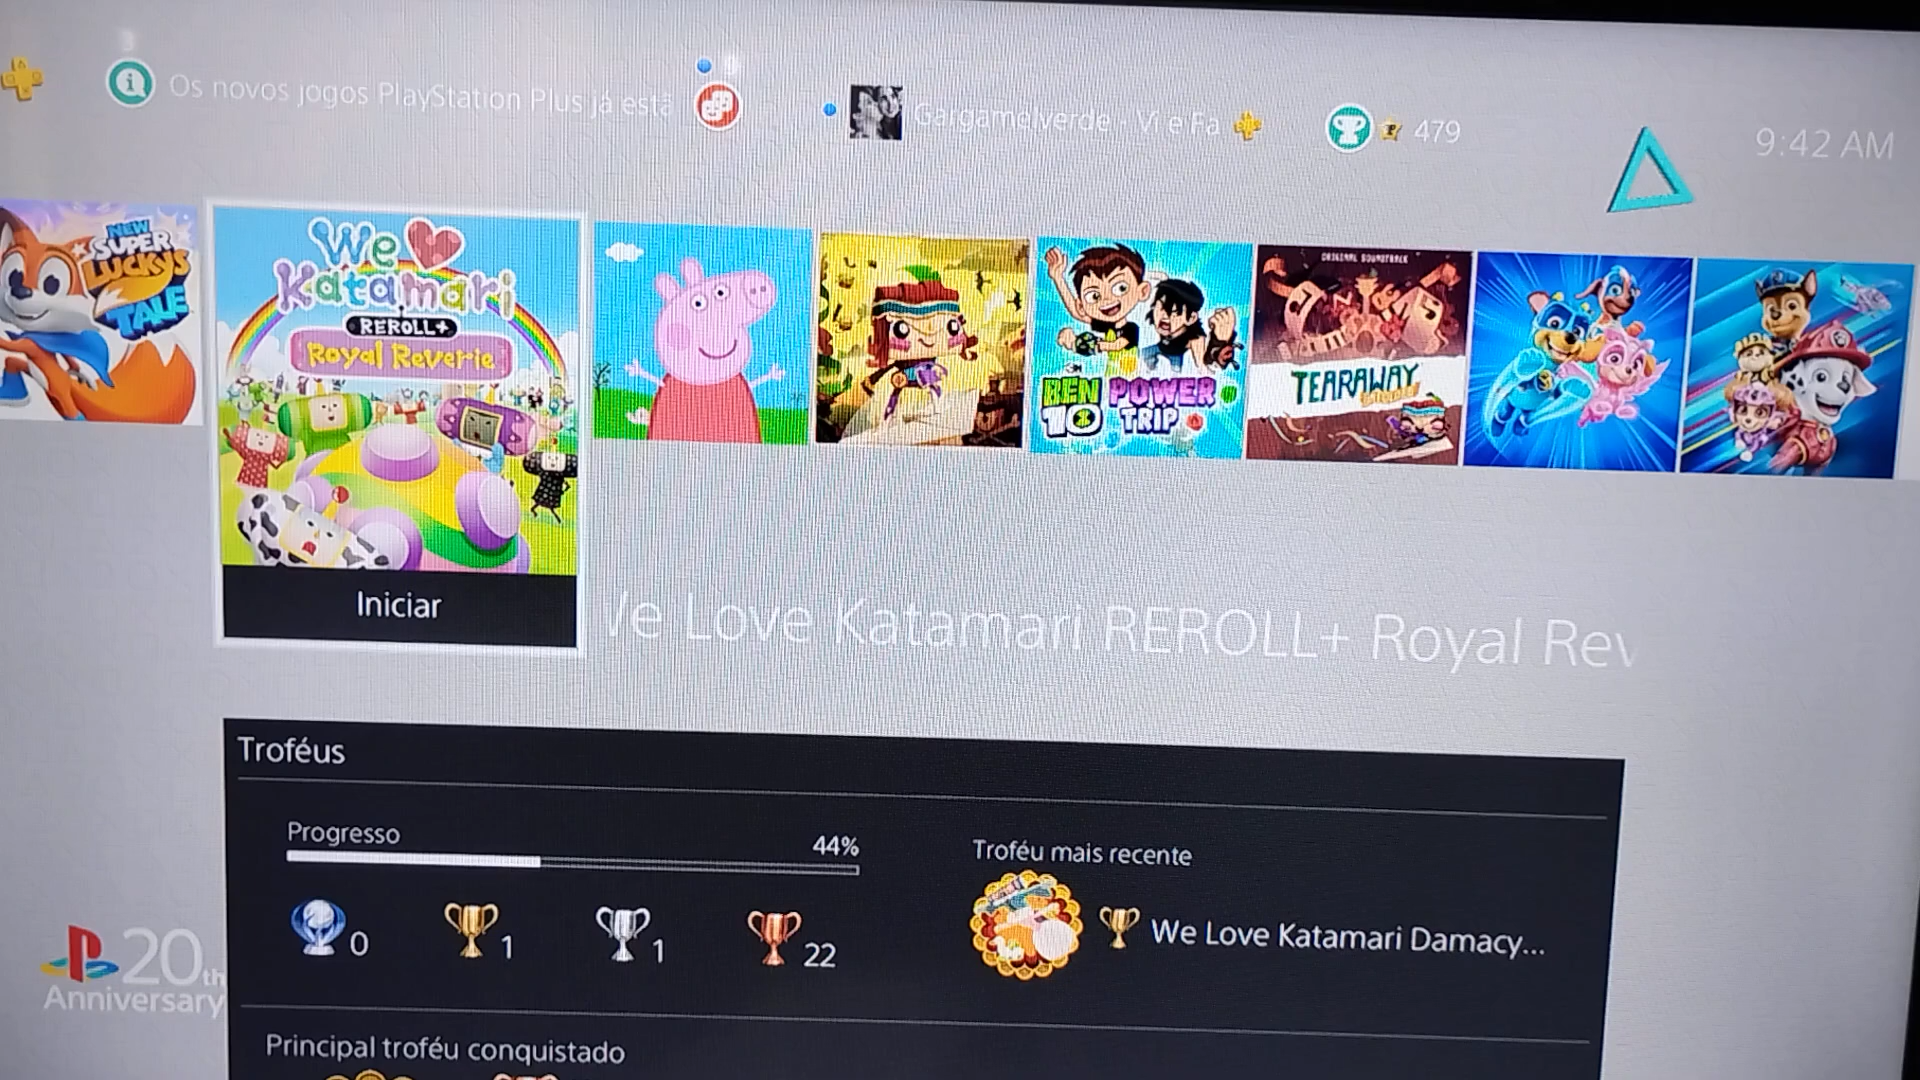 3
Os novos jogos PlayStation Plus já está
Gargamelverde
e Fa
479
9:42 AM
NEW
SUPER
LUCKY'S
TALE
We
Katamari
REROLL+
Royal Reverie
BEN
10
POWER
TRIP
ORIGINAL SOUNDTRACK
TEARAWAY
Iniciar
We Love Katamari REROLL+ Royal Rev
Troféus
Progresso
44%
Troféu mais recente
0
1
1
22
We Love Katamari Damacy...
20th
Anniversary
Principal troféu conquistado